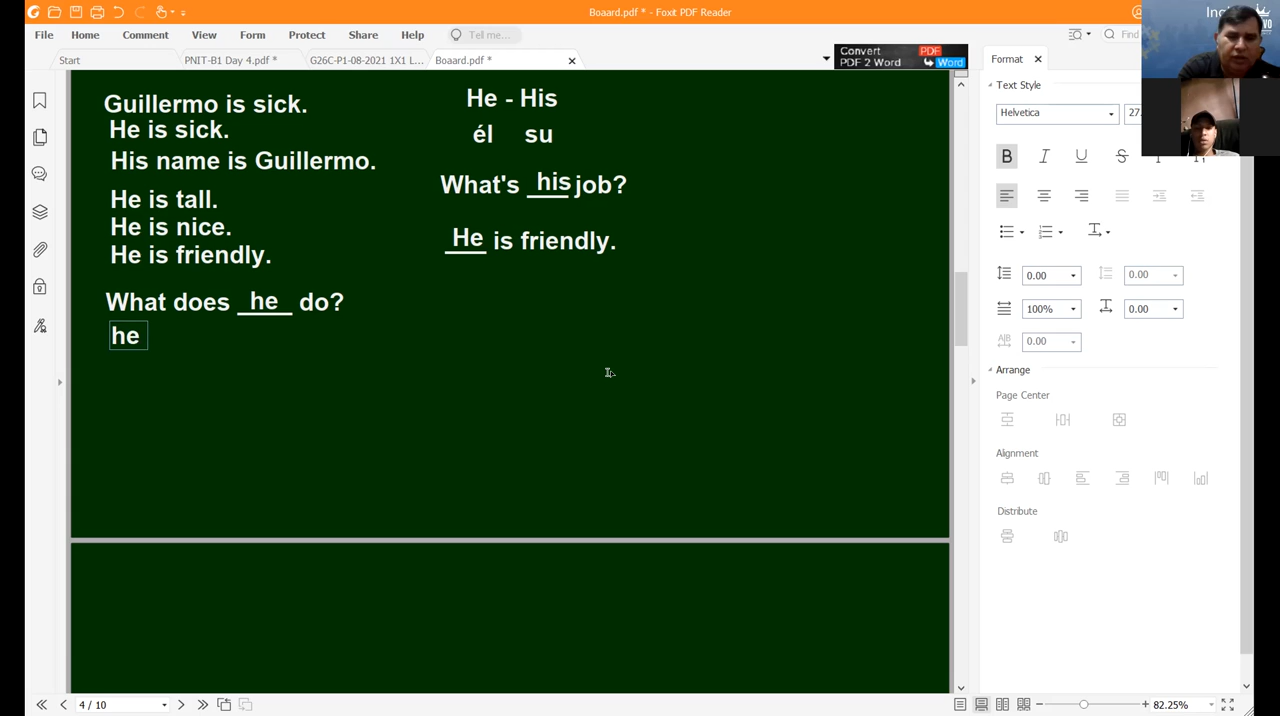 Boaard.pdf * - Foxit PDF Reader
File Home Comment View Form Protect Share Help Tell me... Find
Start PNIT-B1 Day 4.pdf * G26C-P1-08-2021 1X1 L... Boaard.pdf *
Convert PDF
PDF 2 Word Word
Guillermo is sick.
He is sick.
His name is Guillermo.
He is tall.
He is nice.
He is friendly.
What does he do?
he
He - His
él su
What's his job?
He is friendly.
Format
Text Style
Helvetica 27.
B I U S T
0.00 0.00
100% 0.00
0.00
Arrange
Page Center
Alignment
Distribute
4 / 10
82.25%